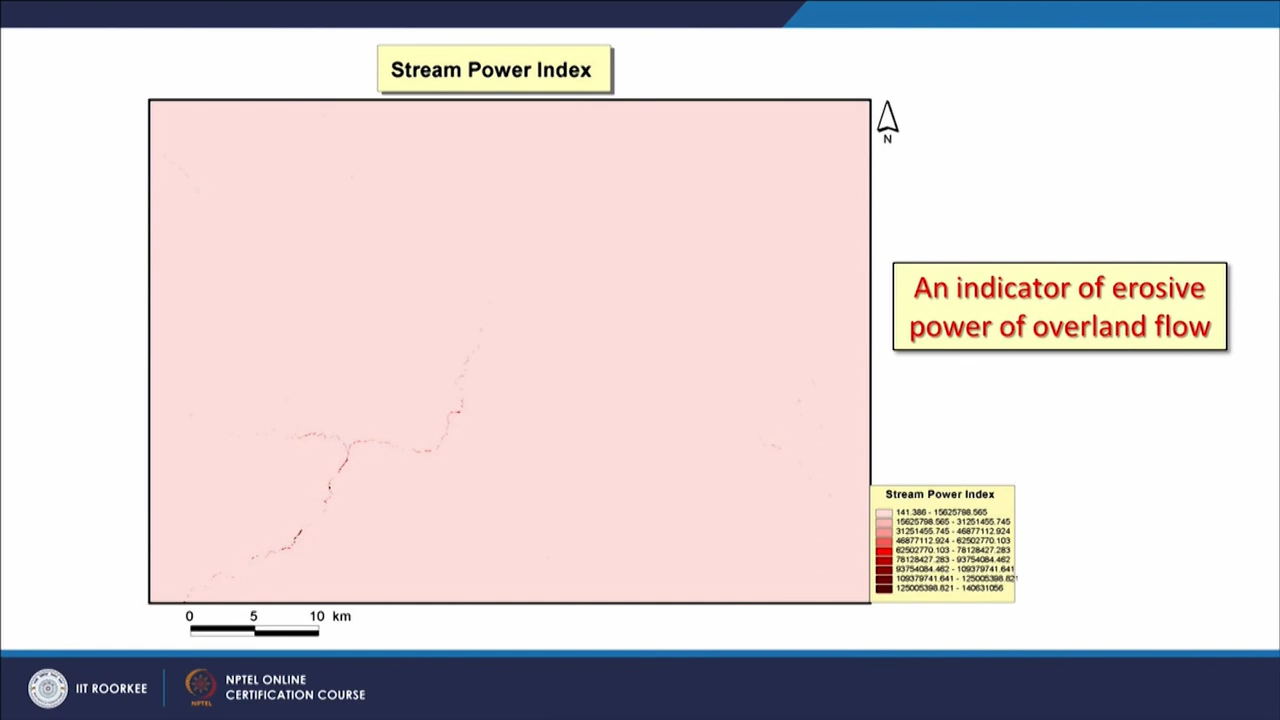 Stream Power Index
N
An indicator of erosive
power of overland flow
Stream Power Index
141.386 - 15625798.565
15625798.565 - 31251455.745
31251455.745 - 46877112.924
46877112.924 - 62502770.103
62502770.103 - 78128427.283
78128427.283 - 93754084.462
93754084.462 - 109379741.641
109379741.641 - 125005398.821
125005398.821 - 140631056
0 5 10 km
IIT ROORKEE
NPTEL
NPTEL ONLINE
CERTIFICATION COURSE